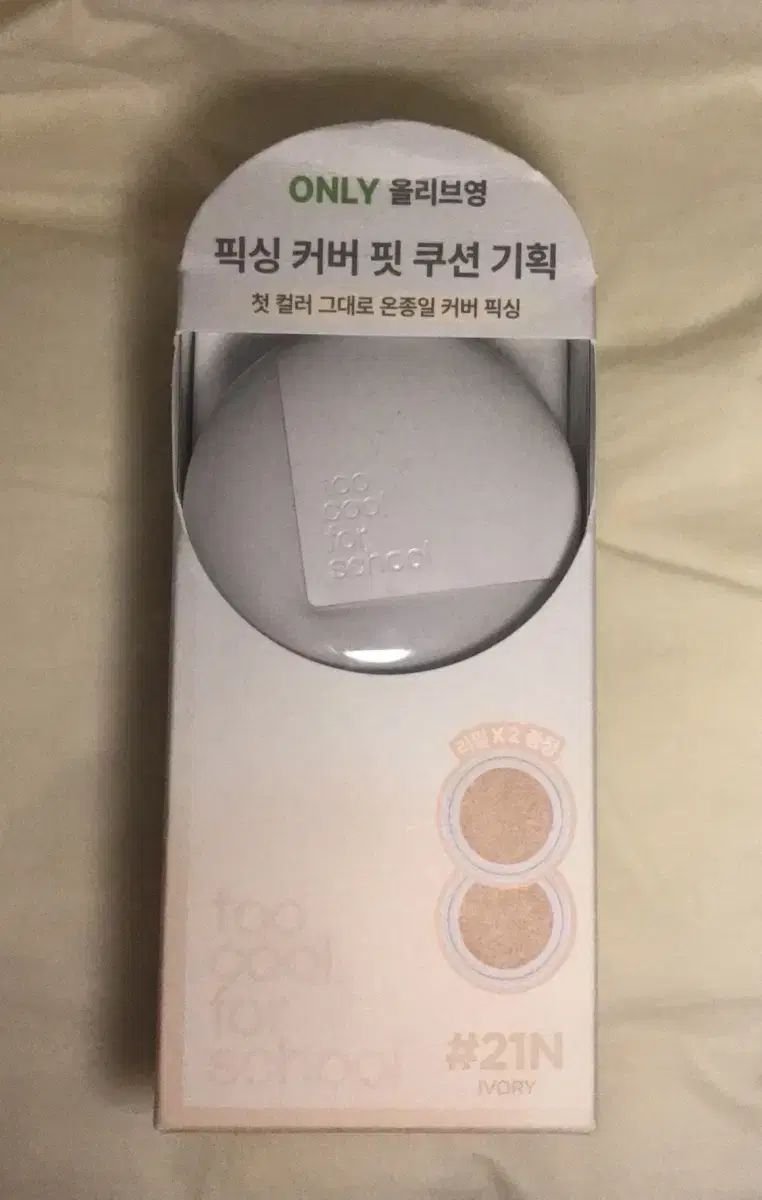 ONLY 올리브영
픽싱 커버 핏 쿠션 기획
첫 컬러 그대로 온종일 커버 픽싱
too
cool
for
school
리필 X 2 증정
too
cool
for
school
#21N
IVORY